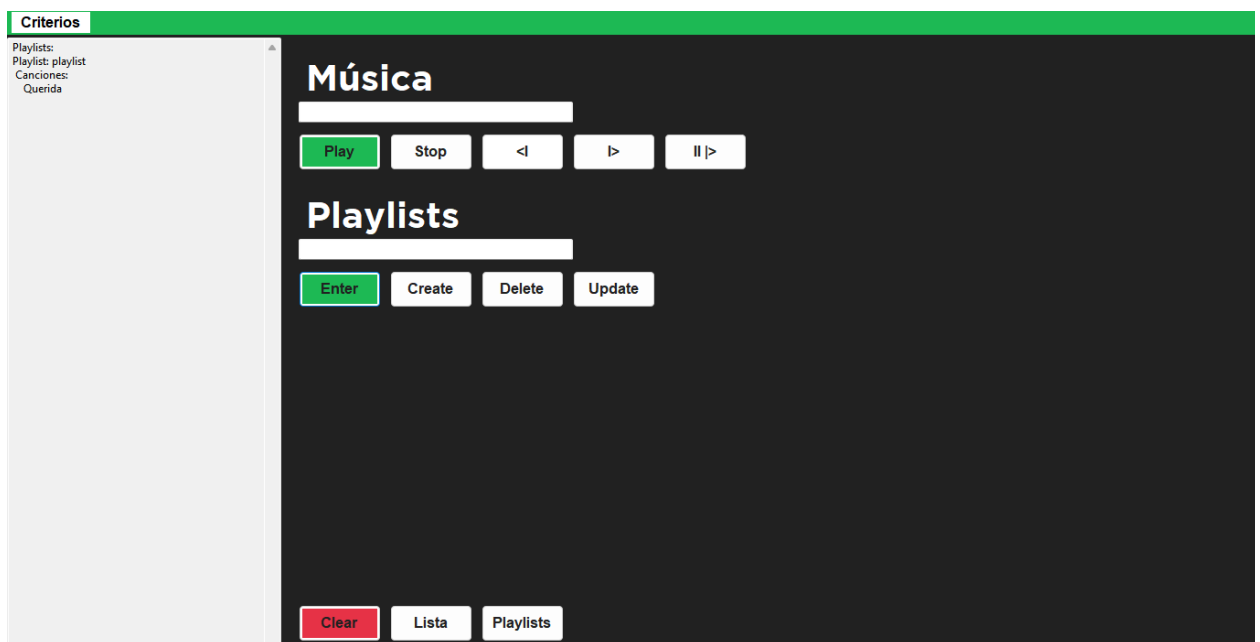 Criterios
Playlists:
Playlist: playlist
Canciones:
Querida
Música
Play Stop <I I> II |>
Playlists
Enter Create Delete Update
Clear Lista Playlists